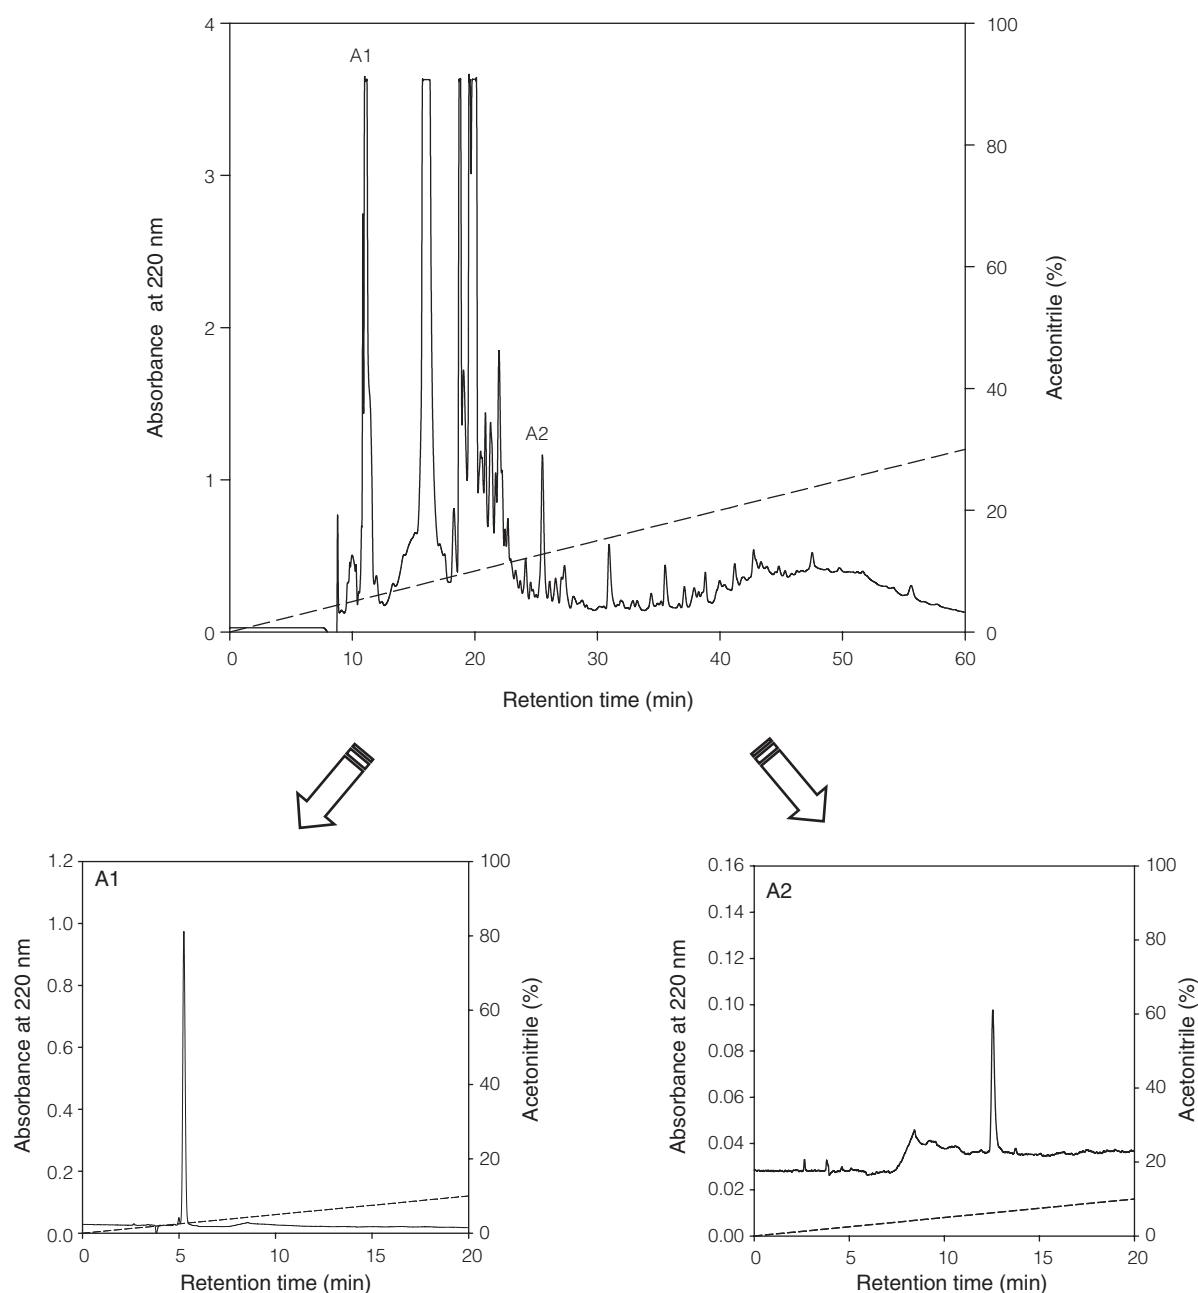 4
3
2
1
0
Absorbance at 220 nm
A1
A2
100
80
60
40
20
0
Acetonitrile (%)
0 10 20 30 40 50 60
Retention time (min)
1.2
1.0
0.8
0.6
0.4
0.2
0.0
Absorbance at 220 nm
A1
100
80
60
40
20
0
Acetonitrile (%)
0 5 10 15 20
Retention time (min)
0.16
0.14
0.12
0.10
0.08
0.06
0.04
0.02
0.00
Absorbance at 220 nm
A2
100
80
60
40
20
0
Acetonitrile (%)
0 5 10 15 20
Retention time (min)